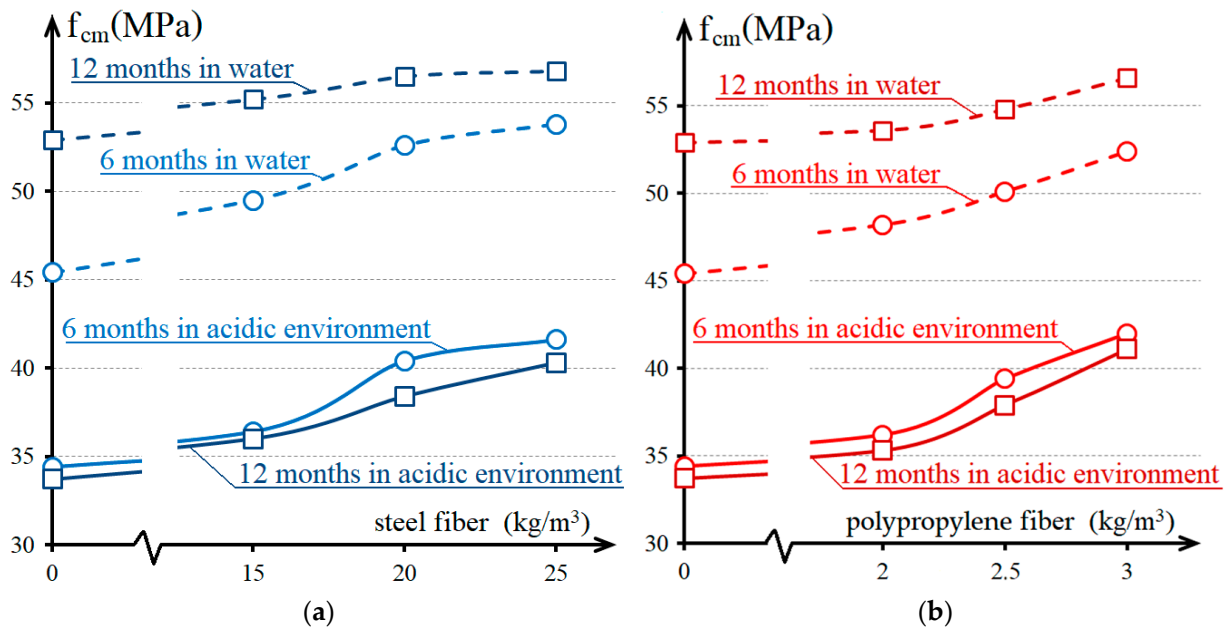 f_cm(MPa)
12 months in water
55
6 months in water
50
45
6 months in acidic environment
40
35
12 months in acidic environment
steel fiber (kg/m³)
30
0 15 20 25
(a)
f_cm(MPa)
12 months in water
55
6 months in water
50
45
6 months in acidic environment
40
35
12 months in acidic environment
polypropylene fiber (kg/m³)
30
0 2 2.5 3
(b)